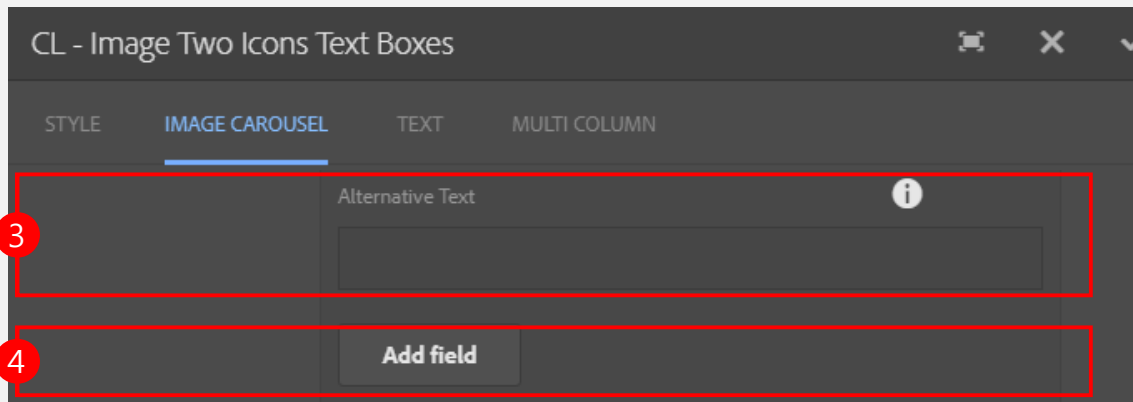 CL - Image Two Icons Text Boxes
STYLE IMAGE CAROUSEL TEXT MULTI COLUMN
Alternative Text
3
Add field
4